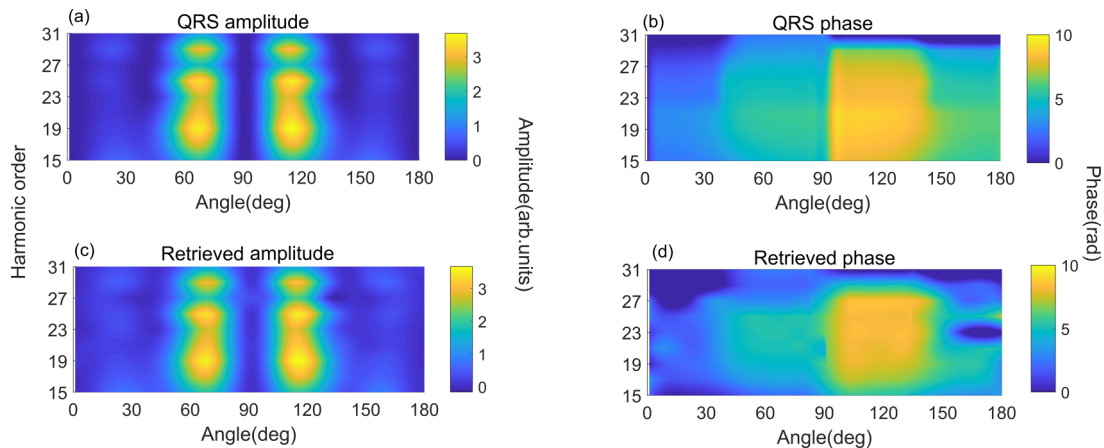 (a) QRS amplitude
31
27
23
19
15
0 30 60 90 120 150 180
Angle(deg)
3
2
1
0
(b) QRS phase
31
27
23
19
15
0 30 60 90 120 150 180
Angle(deg)
10
5
0
Harmonic order
Amplitude(arb.units)
Phase(rad)
(c) Retrieved amplitude
31
27
23
19
15
0 30 60 90 120 150 180
Angle(deg)
3
2
1
0
(d) Retrieved phase
31
27
23
19
15
0 30 60 90 120 150 180
Angle(deg)
10
5
0